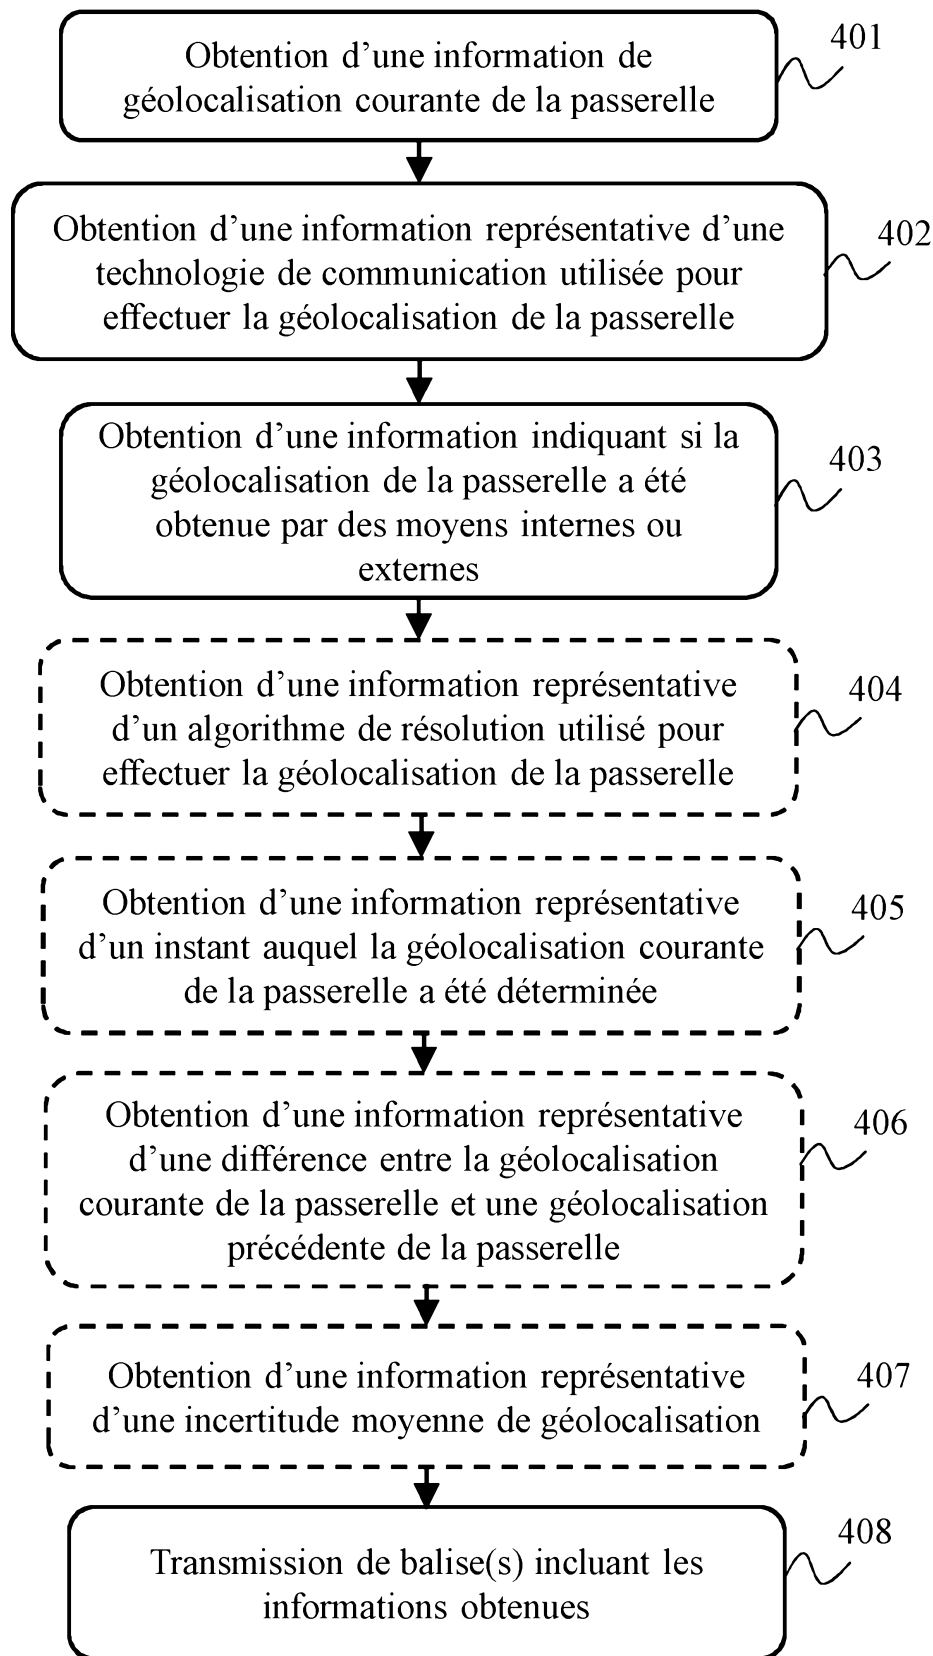 Obtention d'une information de
géolocalisation courante de la passerelle
401
Obtention d'une information représentative d'une
technologie de communication utilisée pour
effectuer la géolocalisation de la passerelle
402
Obtention d'une information indiquant si la
géolocalisation de la passerelle a été
obtenue par des moyens internes ou
externes
403
Obtention d'une information représentative
d'un algorithme de résolution utilisé pour
effectuer la géolocalisation de la passerelle
404
Obtention d'une information représentative
d'un instant auquel la géolocalisation courante
de la passerelle a été déterminée
405
Obtention d'une information représentative
d'une différence entre la géolocalisation
courante de la passerelle et une géolocalisation
précédente de la passerelle
406
Obtention d'une information représentative
d'une incertitude moyenne de géolocalisation
407
Transmission de balise(s) incluant les
informations obtenues
408